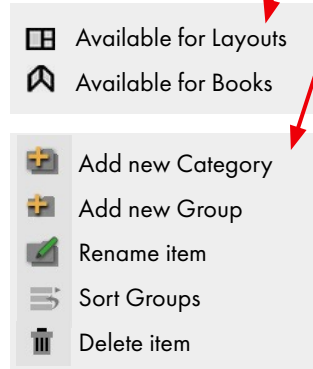 Available for Layouts
Available for Books
Add new Category
Add new Group
Rename item
Sort Groups
Delete item